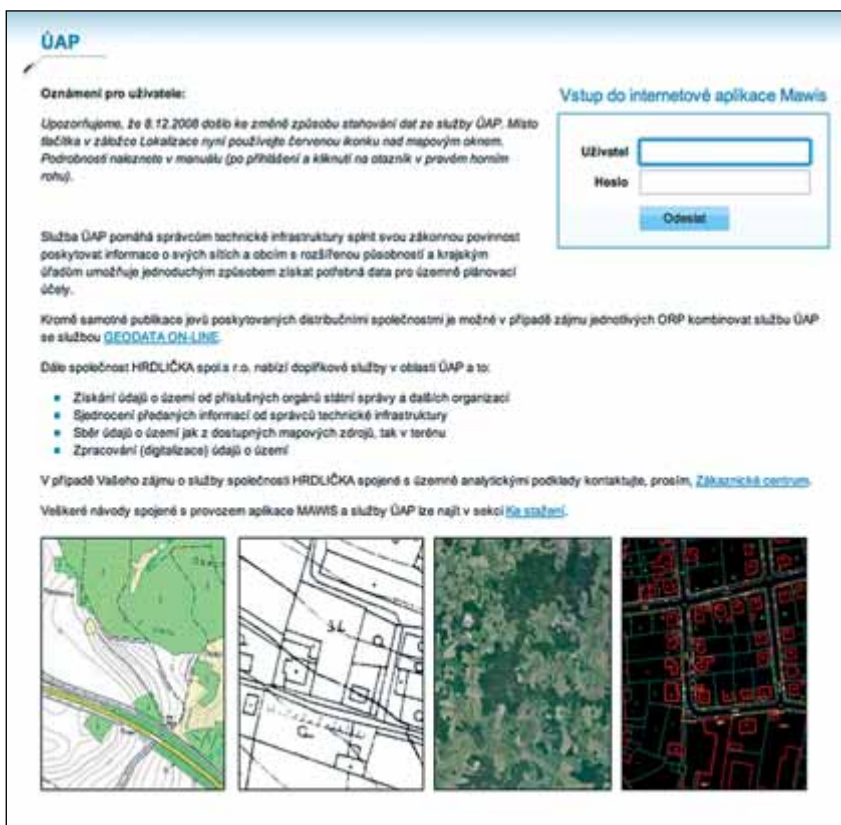 ÚAP
Oznámení pro uživatele:
Upozorňujeme, že 8.12.2008 došlo ke změně způsobu stahování dat ze služby ÚAP. Místo
tlačítka v záložce Lokalizace nyní používejte červenou ikonku nad mapovým oknem.
Podrobnosti naleznete v manuálu (po přihlášení a kliknutí na otazník v pravém horním
rohu).
Vstup do internetové aplikace Mawis
Uživatel
Heslo
Odeslat
Služba ÚAP pomáhá správcům technické infrastruktury splnit svou zákonnou povinnost
poskytovat informace o svých sítích a obcím s rozšířenou působností a krajským
úřadům umožňuje jednoduchým způsobem získat potřebná data pro územně plánovací
účely.
Kromě samotné publikace jevů poskytovaných distribučními společnostmi je možné v případě zájmu jednotlivých ORP kombinovat službu ÚAP
se službou GEODATA ON-LINE.
Dále společnost HRDLIČKA spol.s r.o. nabízí doplňkové služby v oblasti ÚAP a to:
Získání údajů o území od příslušných orgánů státní správy a dalších organizací
Sjednocení předaných informací od správců technické infrastruktury
Sběr údajů o území jak z dostupných mapových zdrojů, tak v terénu
Zpracování (digitalizace) údajů o území
V případě Vašeho zájmu o služby společnosti HRDLIČKA spojené s územně analytickými podklady kontaktujte, prosím, Zákaznické centrum.
Veškeré návody spojené s provozem aplikace MAWIS a služby ÚAP lze najít v sekci Ke stažení.